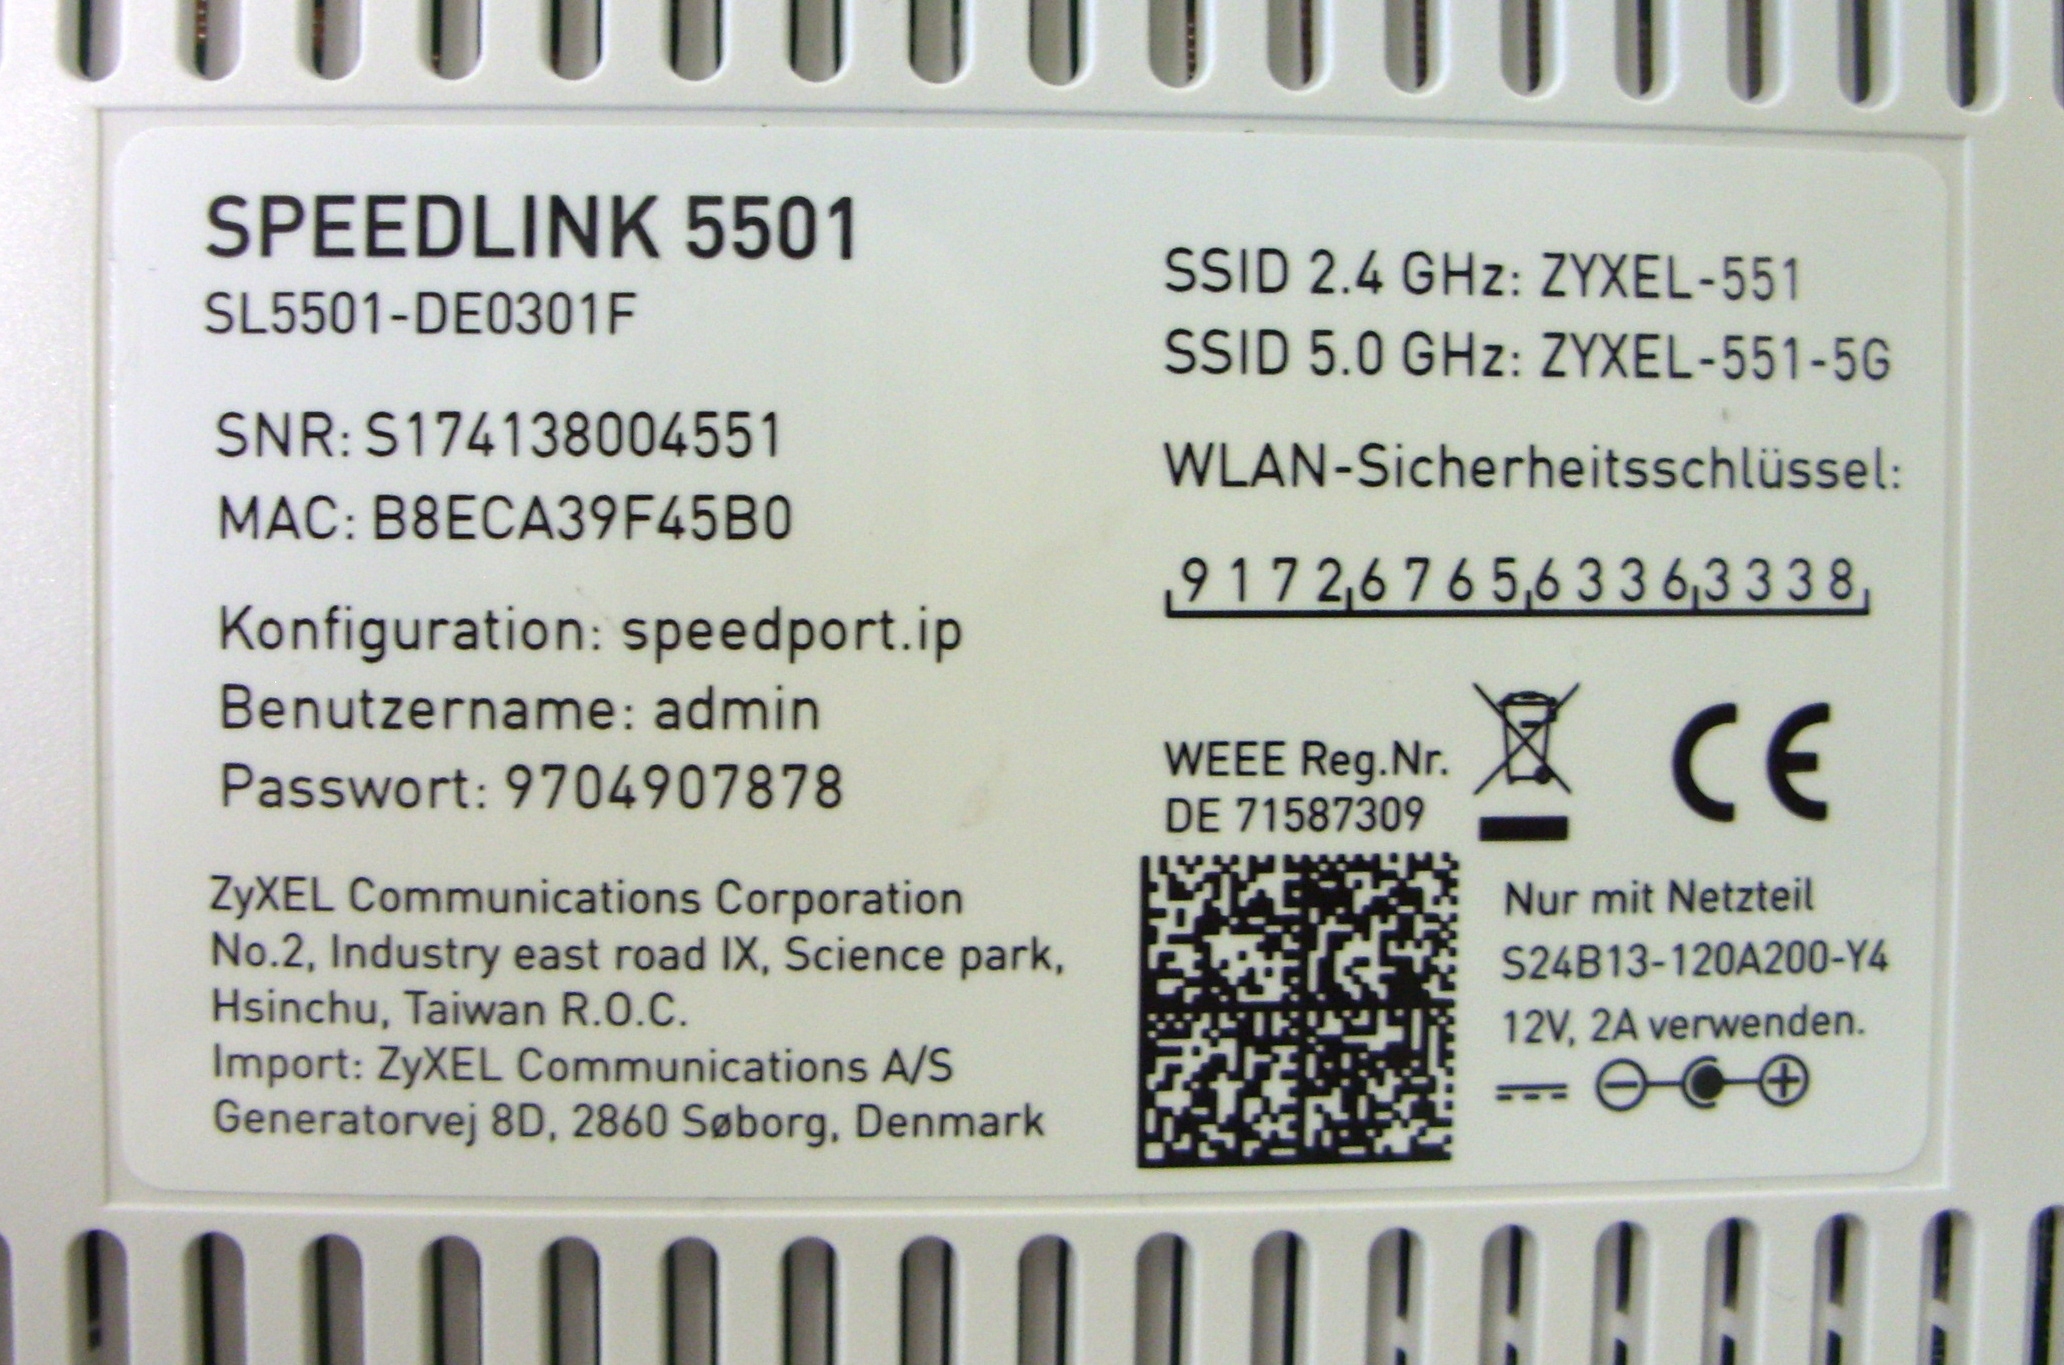 SPEEDLINK 5501
SL5501-DE0301F
SNR: S174138004551
MAC: B8ECA39F45B0
Konfiguration: speedport.ip
Benutzername: admin
Passwort: 9704907878
ZyXEL Communications Corporation
No.2, Industry east road IX, Science park,
Hsinchu, Taiwan R.O.C.
Import: ZyXEL Communications A/S
Generatorvej 8D, 2860 Søborg, Denmark
SSID 2.4 GHz: ZYXEL-551
SSID 5.0 GHz: ZYXEL-551-5G
WLAN-Sicherheitsschlüssel:
9172 6765 6336 3338
WEEE Reg.Nr.
DE 71587309
CE
Nur mit Netzteil
S24B13-120A200-Y4
12V, 2A verwenden.